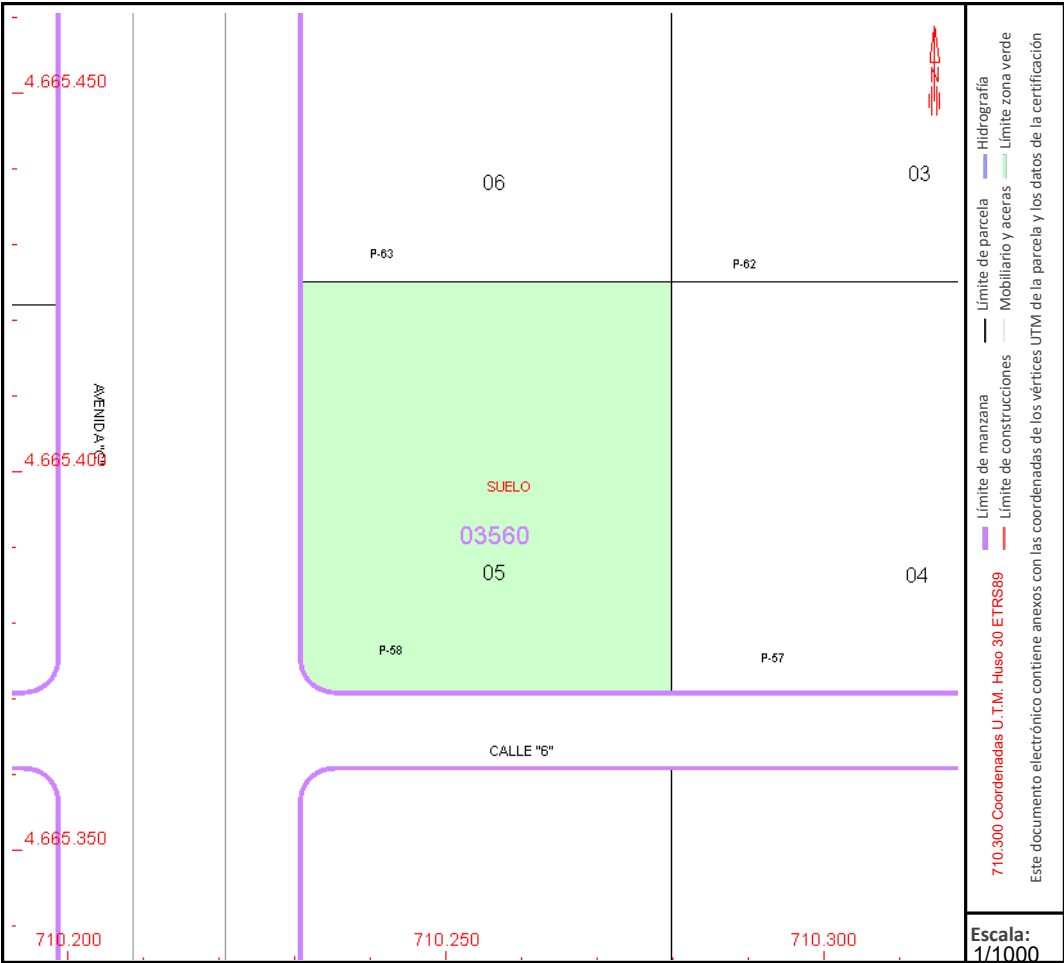 4.665.450
06
03
P-63
P-62
AVENIDA "C"
4.665.400
SUELO
03560
05
04
P-58
P-57
CALLE "6"
4.665.350
710.200
710.250
710.300
N
Límite de manzana
Límite de parcela
Hidrografía
710.300 Coordenadas U.T.M. Huso 30 ETRS89
Límite de construcciones
Mobiliario y aceras
Límite zona verde
Este documento electrónico contiene anexos con las coordenadas de los vértices UTM de la parcela y los datos de la certificación
Escala:
1/1000